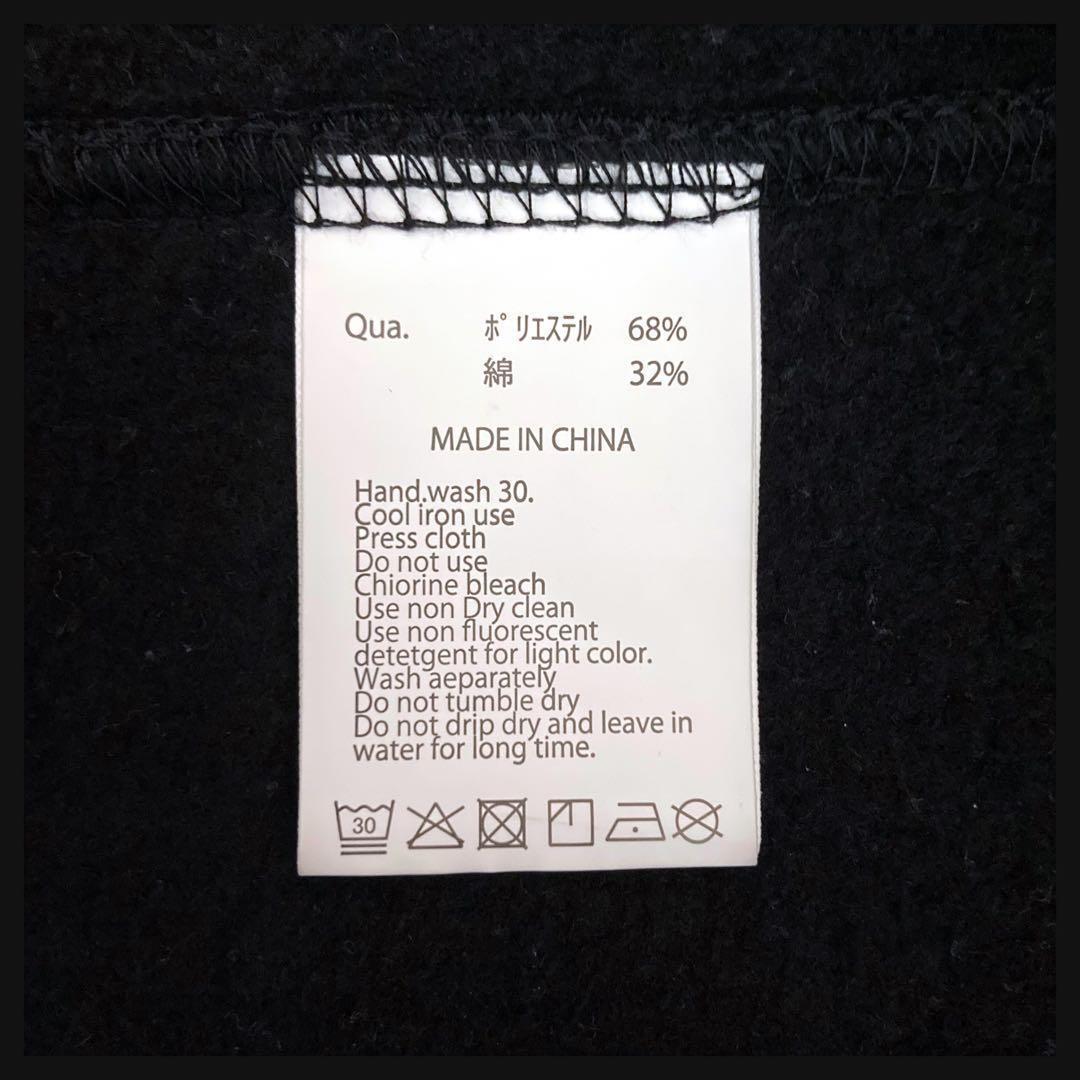 Qua. ポリエステル 68%
綿 32%
MADE IN CHINA
Hand.wash 30.
Cool iron use
Press cloth
Do not use
Chiorine bleach
Use non Dry clean
Use non fluorescent
detetgent for light color.
Wash aeparately
Do not tumble dry
Do not drip dry and leave in
water for long time.
30